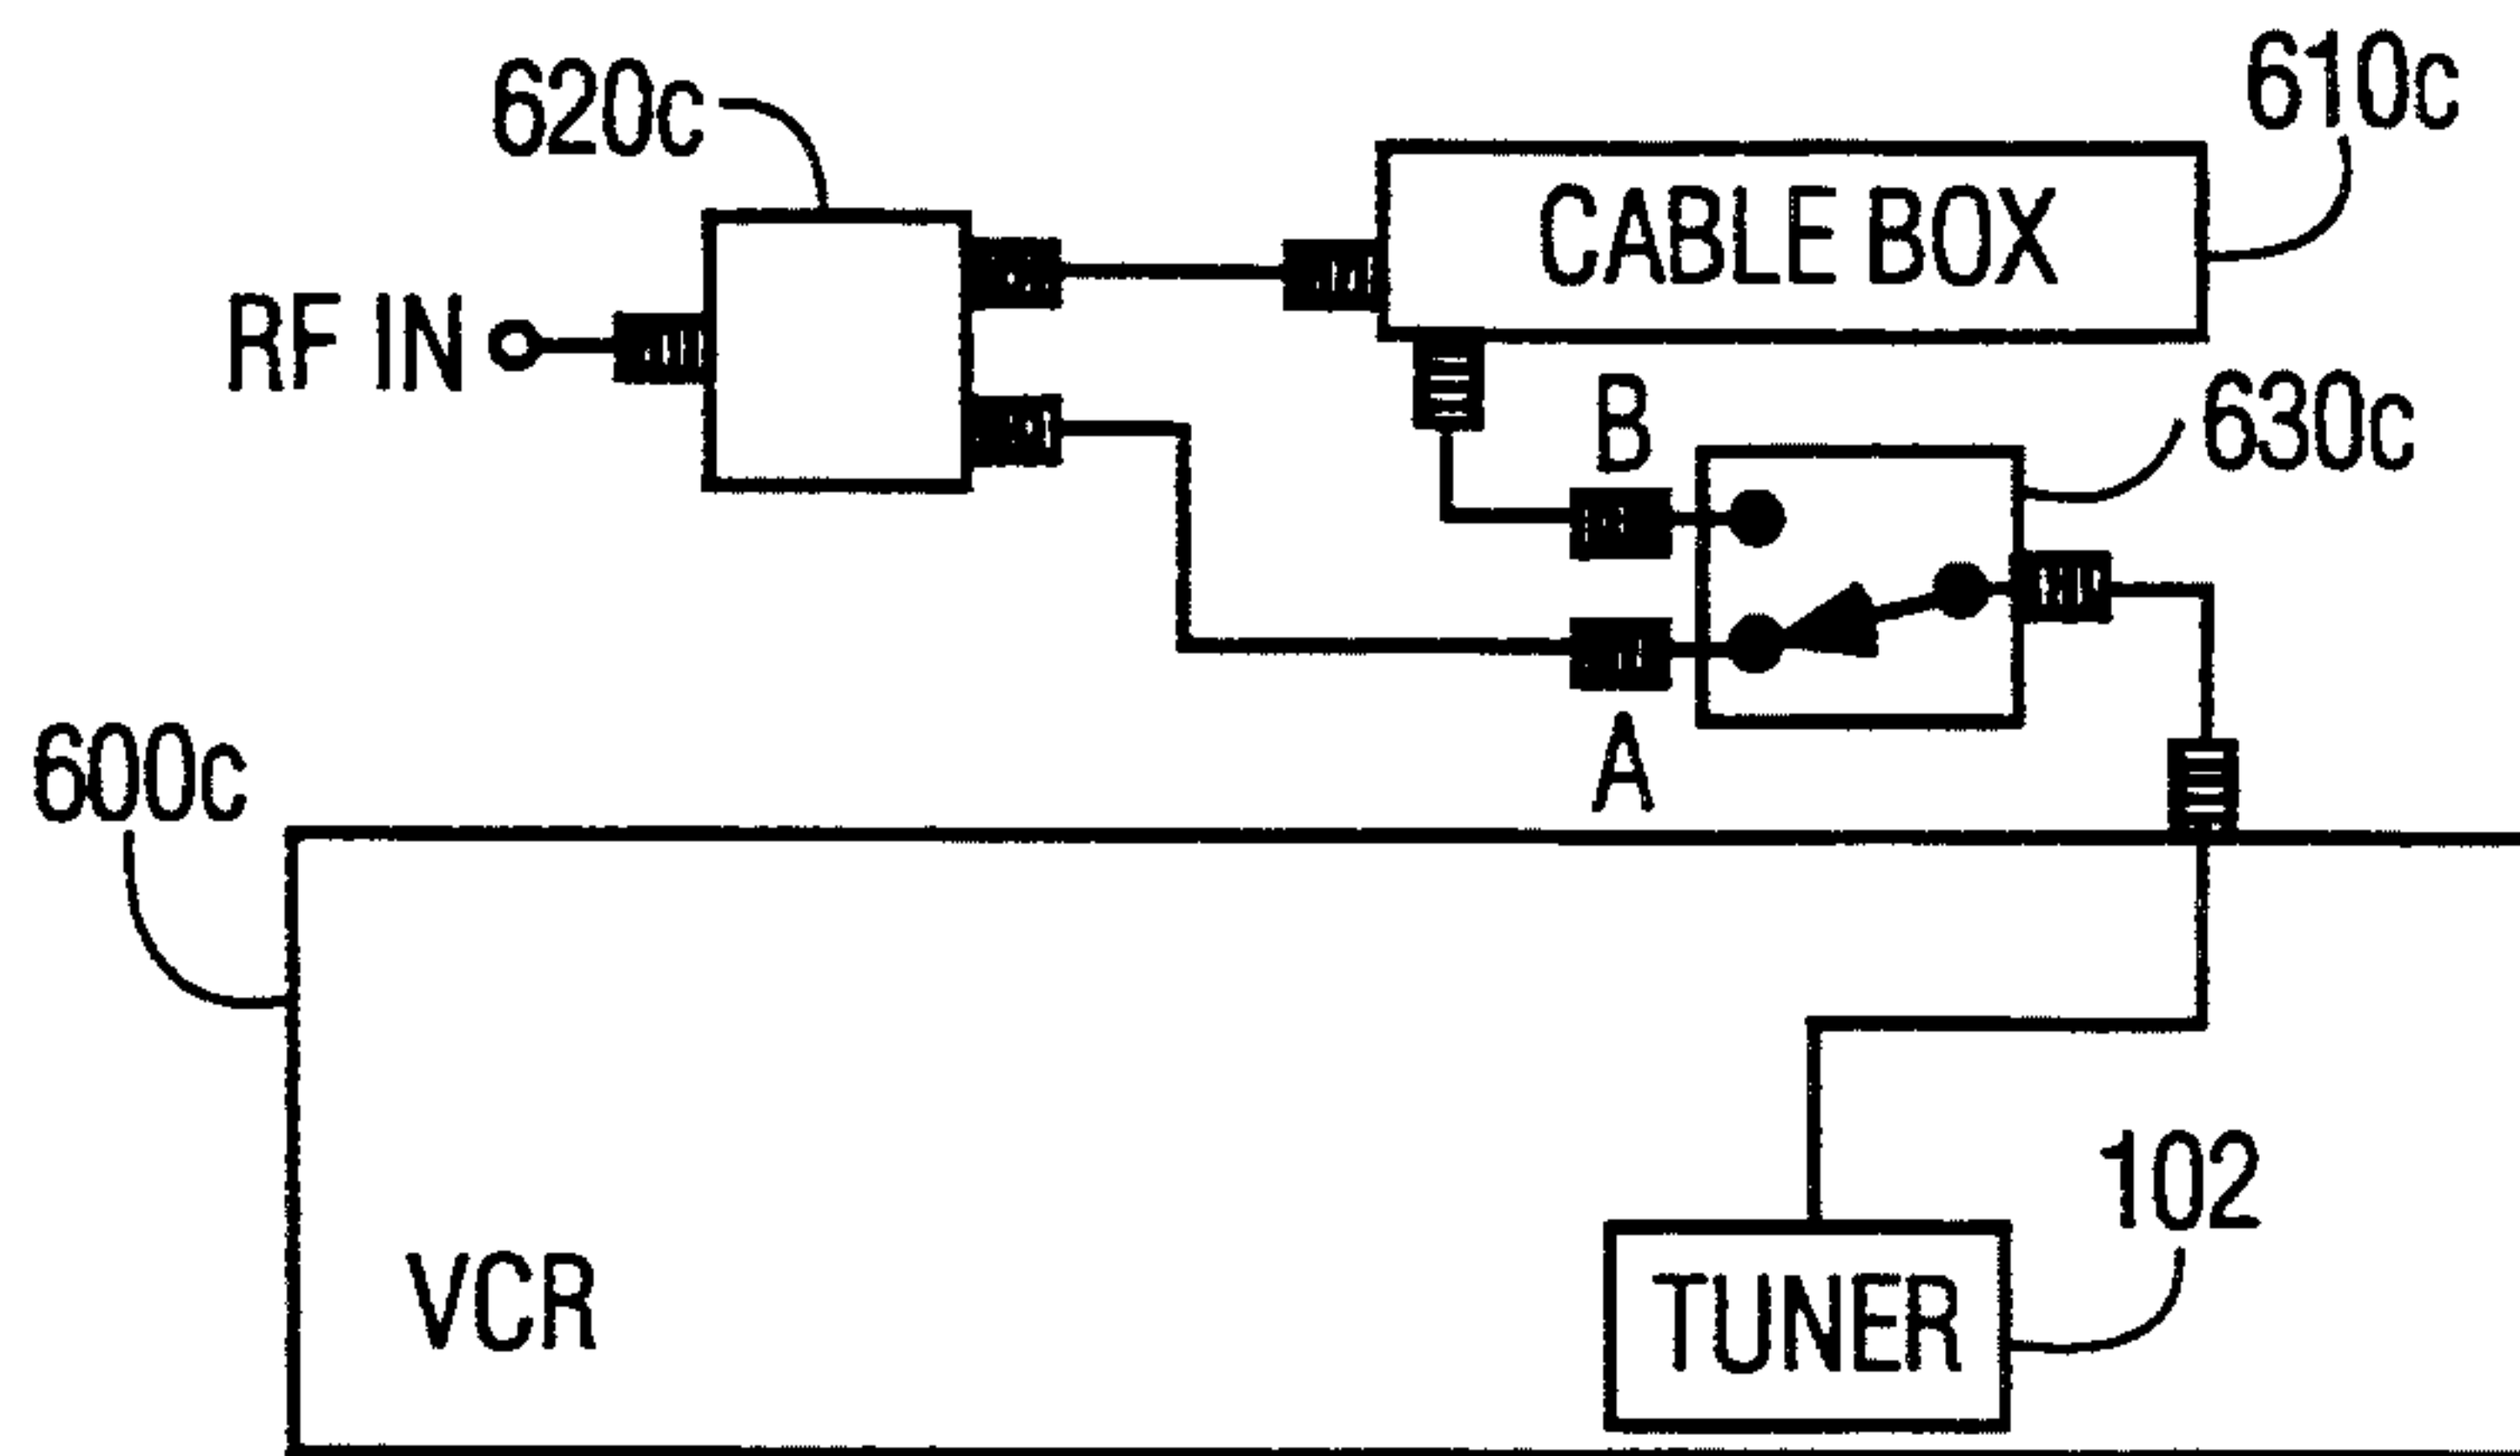 620c
610c
CABLE BOX
RF IN
B
630c
A
600c
102
VCR
TUNER